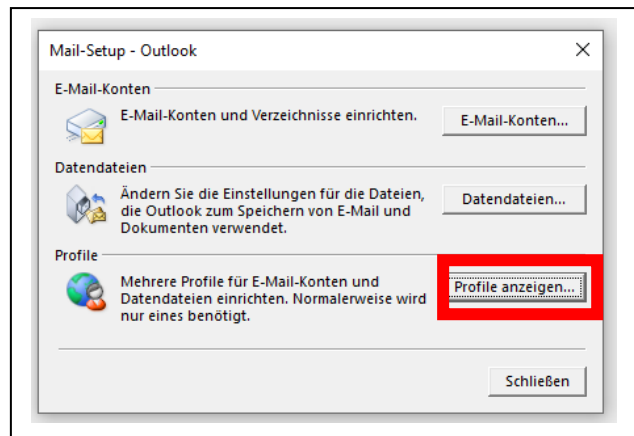 Mail-Setup - Outlook
E-Mail-Konten
E-Mail-Konten und Verzeichnisse einrichten.
E-Mail-Konten...
Datendateien
Ändern Sie die Einstellungen für die Dateien,
die Outlook zum Speichern von E-Mail und
Dokumenten verwendet.
Datendateien...
Profile
Mehrere Profile für E-Mail-Konten und
Datendateien einrichten. Normalerweise wird
nur eines benötigt.
Profile anzeigen...
Schließen